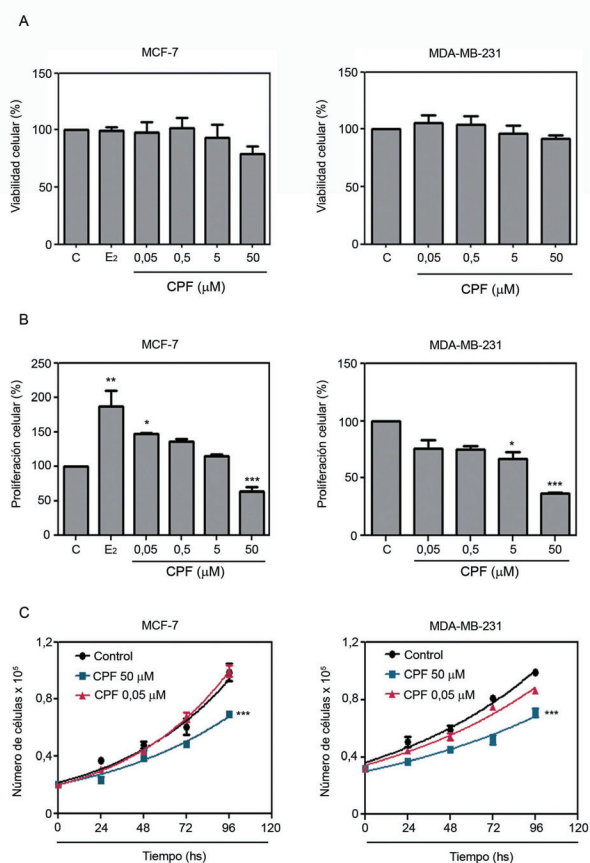 A
MCF-7
MDA-MB-231
Viabilidad celular (%)
150
100
50
0
C E₂ 0,05 0,5 5 50
CPF (µM)
Viabilidad celular (%)
150
100
50
0
C 0,05 0,5 5 50
CPF (µM)
B
MCF-7
MDA-MB-231
Proliferación celular (%)
250
200
150
100
50
0
** * ***
C E₂ 0,05 0,5 5 50
CPF (µM)
Proliferación celular (%)
150
100
50
0
* ***
C 0,05 0,5 5 50
CPF (µM)
C
MCF-7
MDA-MB-231
Número de células x 10⁵
1,2
0,8
0,4
0
Control
CPF 50 µM
CPF 0,05 µM
***
0 24 48 72 96 120
Tiempo (hs)
Número de células x 10⁵
1,2
0,8
0,4
0
Control
CPF 50 µM
CPF 0,05 µM
***
0 24 48 72 96 120
Tiempo (hs)